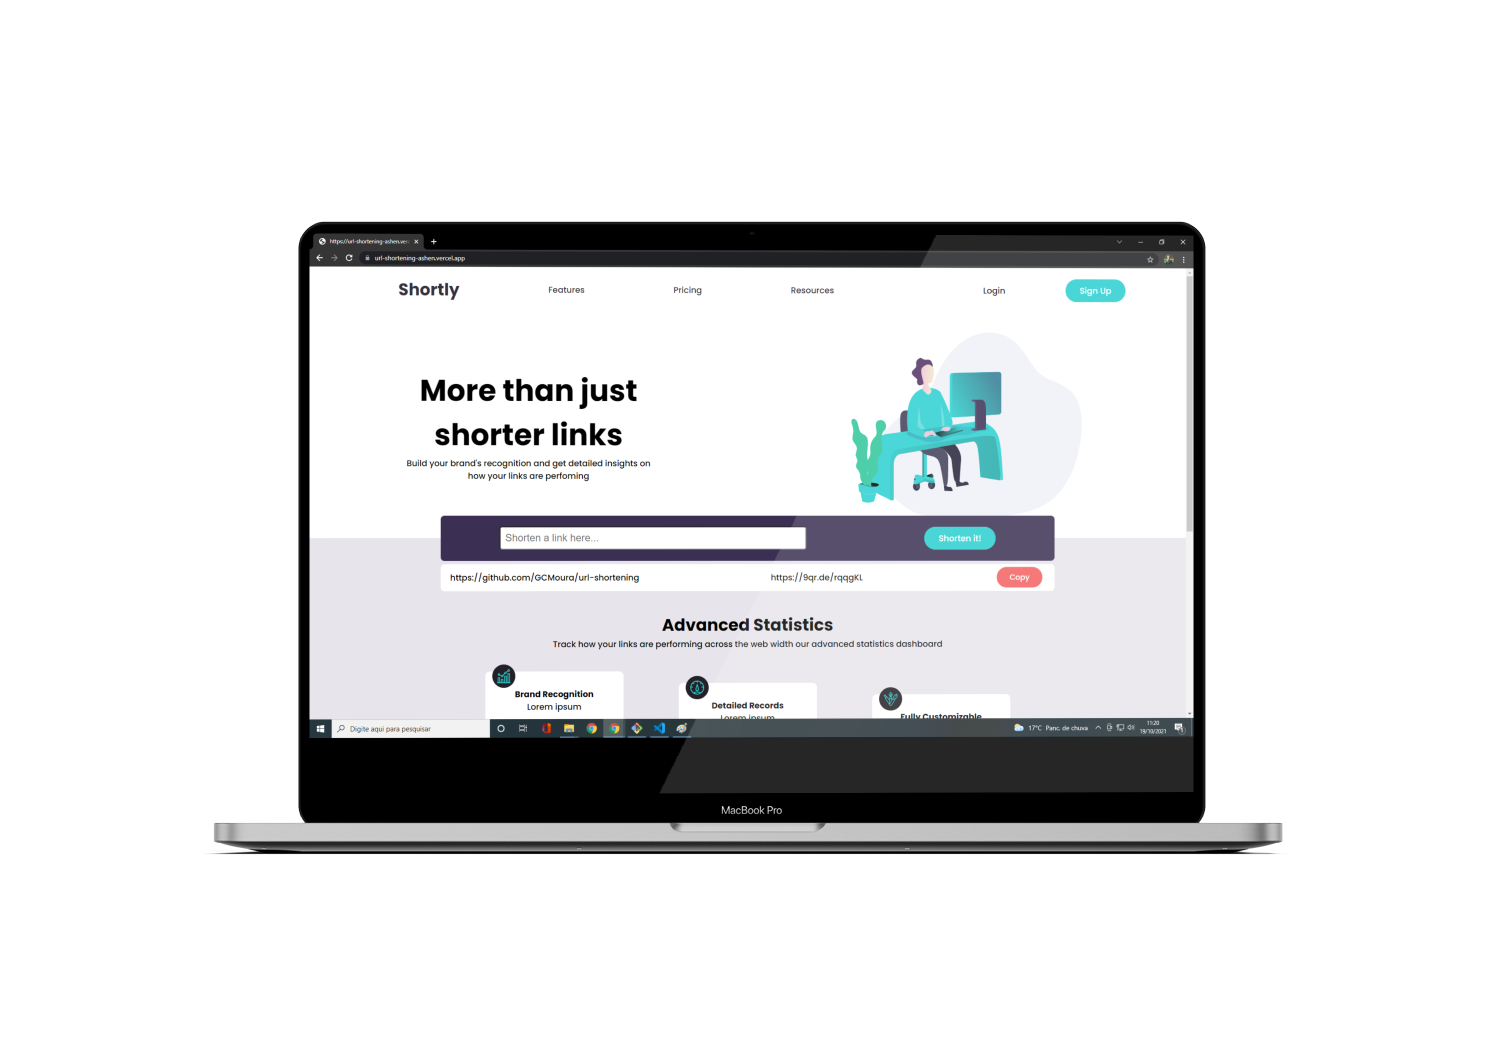 https://url-shortening-ashen.ver
url-shortening-ashen.vercel.app
Shortly
Features
Pricing
Resources
Login
Sign Up
More than just
shorter links
Build your brand's recognition and get detailed insights on
how your links are perfoming
Shorten a link here...
Shorten it!
https://github.com/GCMoura/url-shortening
https://9qr.de/rqqgKL
Copy
Advanced Statistics
Track how your links are performing across the web width our advanced statistics dashboard
Brand Recognition
Lorem ipsum
Detailed Records
Lorem ipsum
Fully Customizable
Digite aqui para pesquisar
17°C Panc. de chuva
11:20
19/10/2021
MacBook Pro